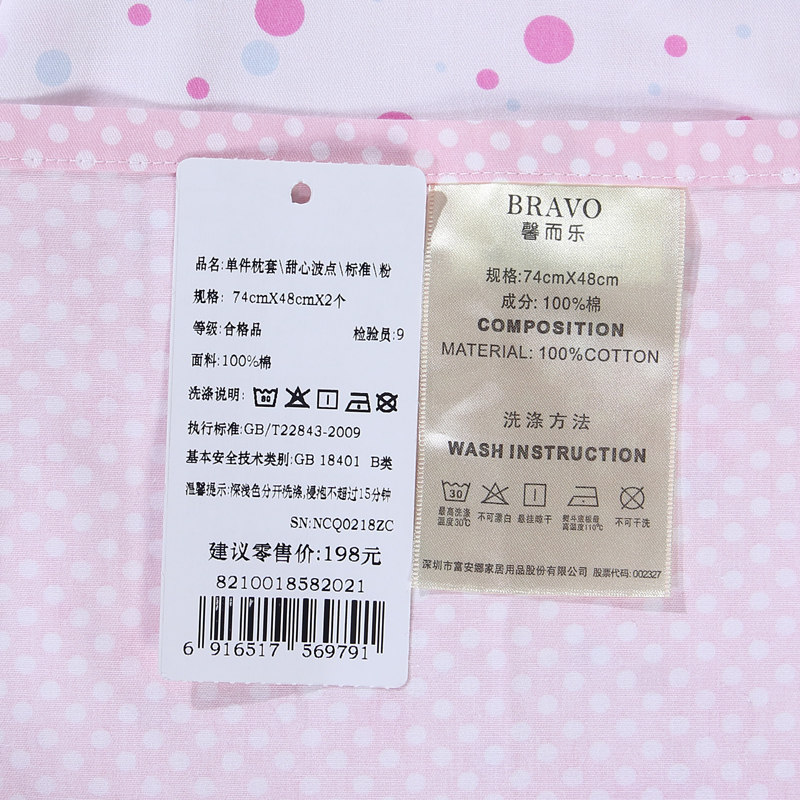 品名:单件枕套\甜心波点\标准\粉
规格: 74cmX48cmX2个
等级:合格品 检验员:9
面料:100%棉
洗涤说明:
执行标准:GB/T22843-2009
基本安全技术类别:GB 18401 B类
温馨提示:深浅色分开洗涤,浸泡不超过15分钟
SN:NCQ0218ZC
建议零售价:198元
8210018582021
6 916517 569791
BRAVO
馨而乐
规格:74cmX48cm
成分: 100%棉
COMPOSITION
MATERIAL: 100%COTTON
洗涤方法
WASH INSTRUCTION
30
最高洗涤温度30℃ 不可漂白 悬挂晾干 熨斗底板最高温度110℃ 不可干洗
深圳市富安娜家居用品股份有限公司 股票代码:002327